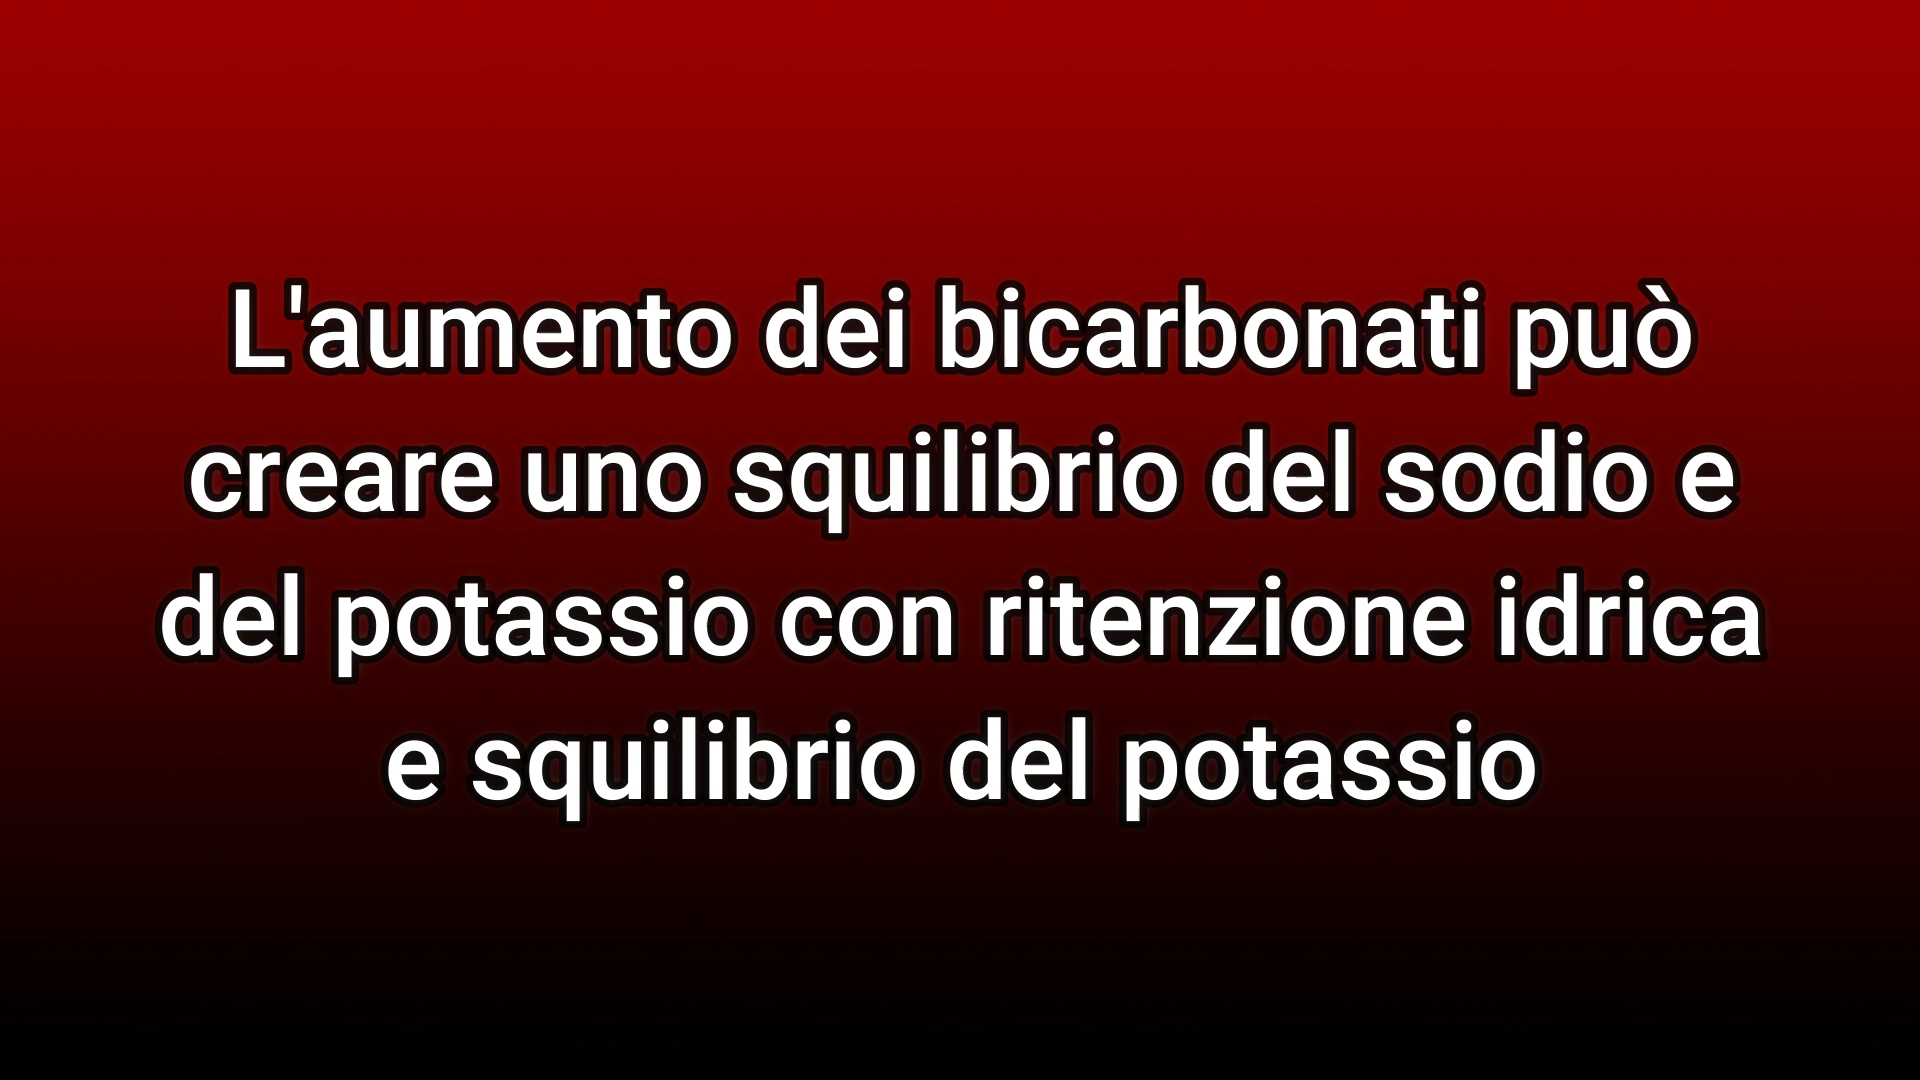 L'aumento dei bicarbonati può
creare uno squilibrio del sodio e
del potassio con ritenzione idrica
e squilibrio del potassio